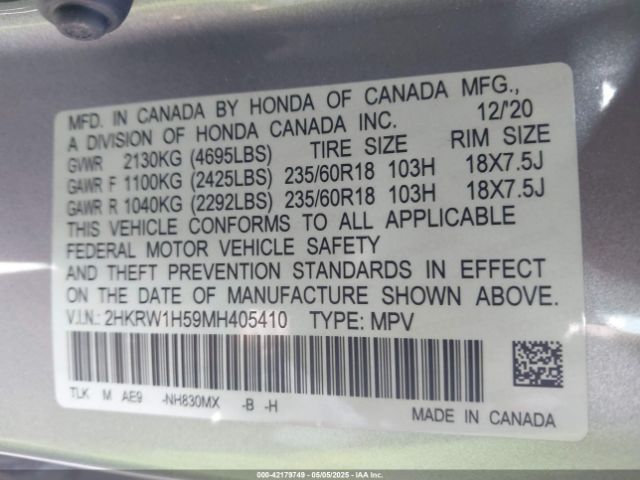 MFD. IN CANADA BY HONDA OF CANADA MFG.,
A DIVISION OF HONDA CANADA INC. 12/'20
GVWR 2130KG (4695LBS) TIRE SIZE RIM SIZE
GAWR F 1100KG (2425LBS) 235/60R18 103H 18X7.5J
GAWR R 1040KG (2292LBS) 235/60R18 103H 18X7.5J
THIS VEHICLE CONFORMS TO ALL APPLICABLE
FEDERAL MOTOR VEHICLE SAFETY
AND THEFT PREVENTION STANDARDS IN EFFECT
ON THE DATE OF MANUFACTURE SHOWN ABOVE.
V.I.N.: 2HKRW1H59MH405410 TYPE: MPV
TLK M AE9 -NH830MX -B -H
MADE IN CANADA
000-42179749 - 05/05/2025 - IAAI.com